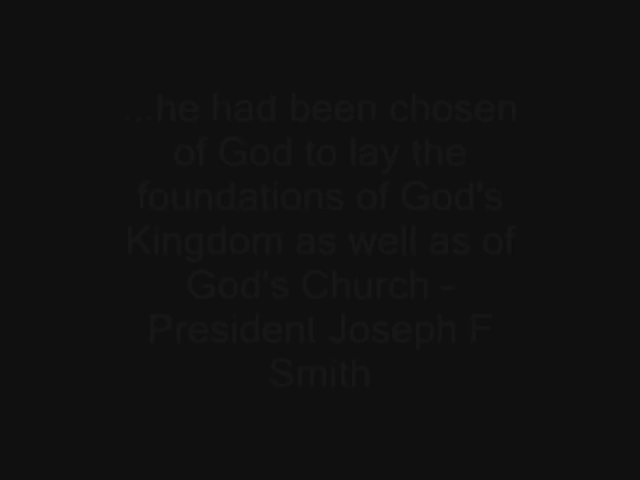 ...he had been chosen
of God to lay the
foundations of God's
Kingdom as well as of
God's Church -
President Joseph F
Smith